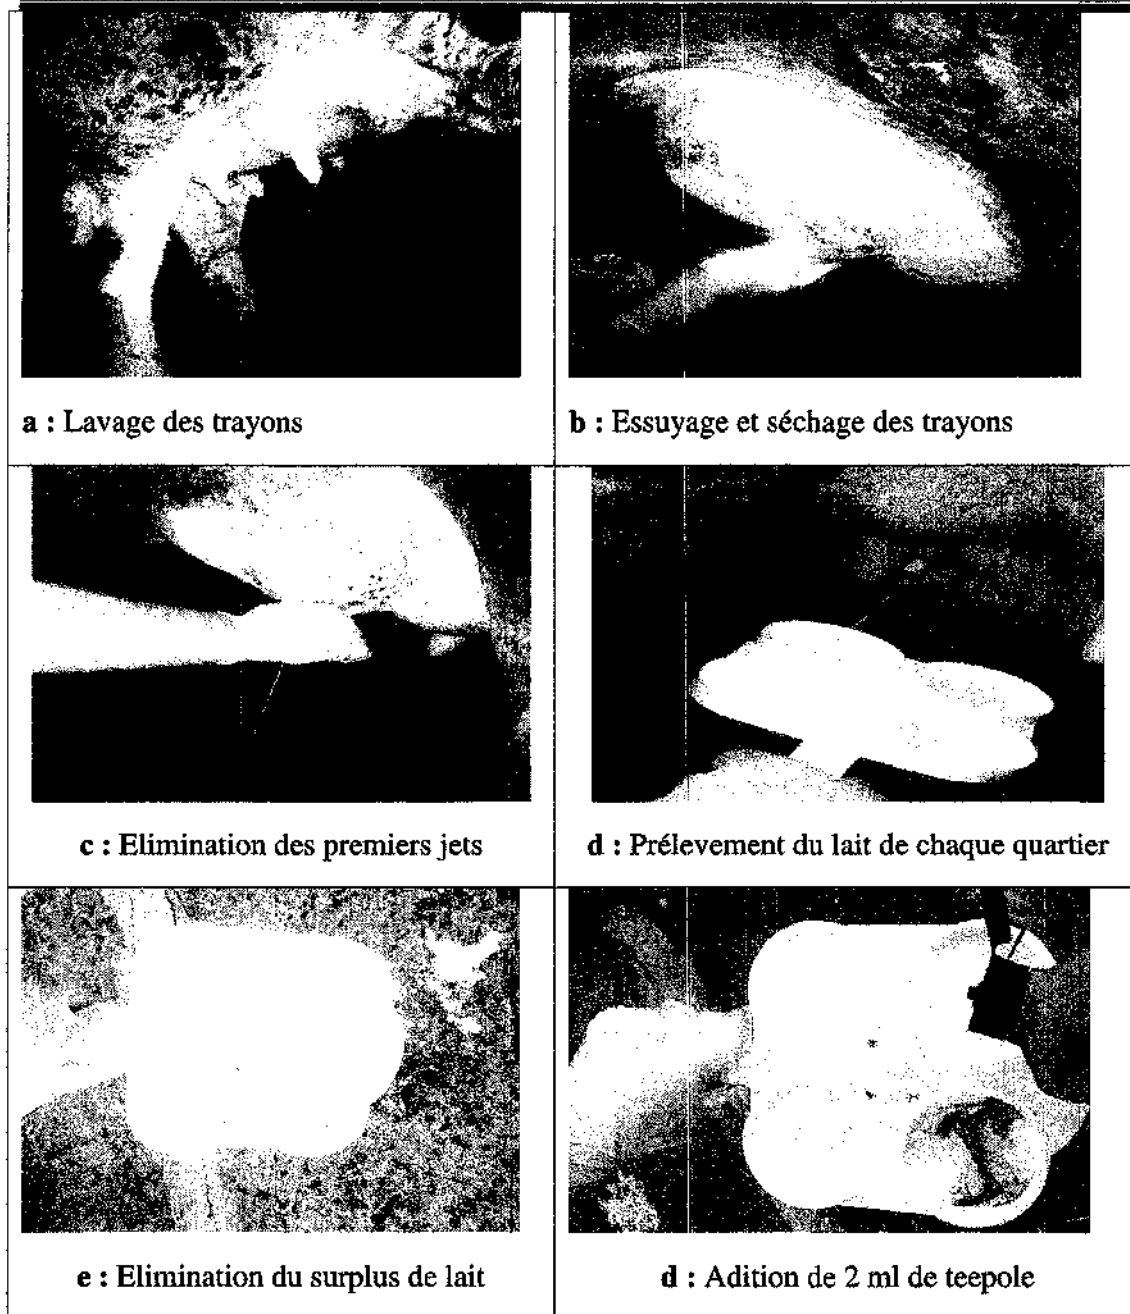 a : Lavage des trayons
b : Essuyage et séchage des trayons
c : Elimination des premiers jets
d : Prélevement du lait de chaque quartier
e : Elimination du surplus de lait
d : Adition de 2 ml de teepole